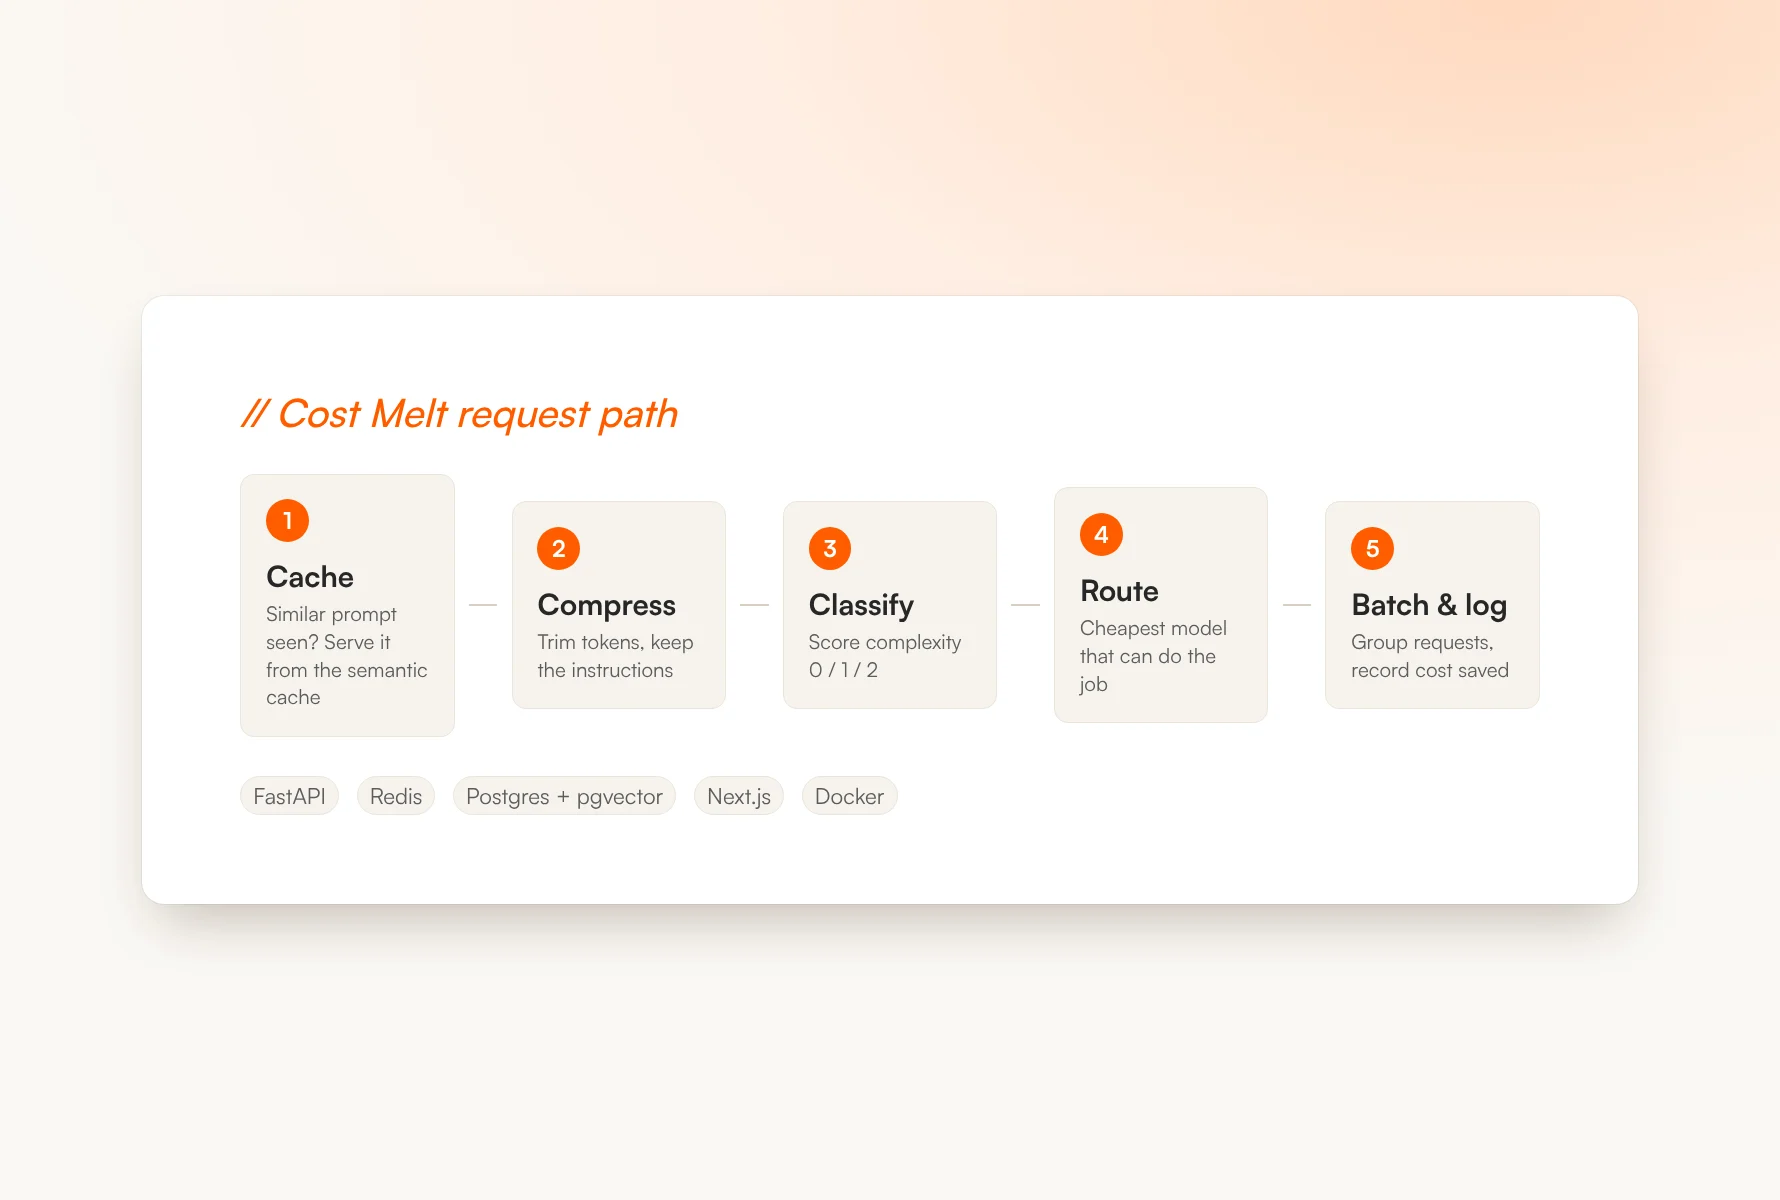 // Cost Melt request path
1
Cache
Similar prompt
seen? Serve it
from the semantic
cache
2
Compress
Trim tokens, keep
the instructions
3
Classify
Score complexity
0 / 1 / 2
4
Route
Cheapest model
that can do the
job
5
Batch & log
Group requests,
record cost saved
FastAPI
Redis
Postgres + pgvector
Next.js
Docker